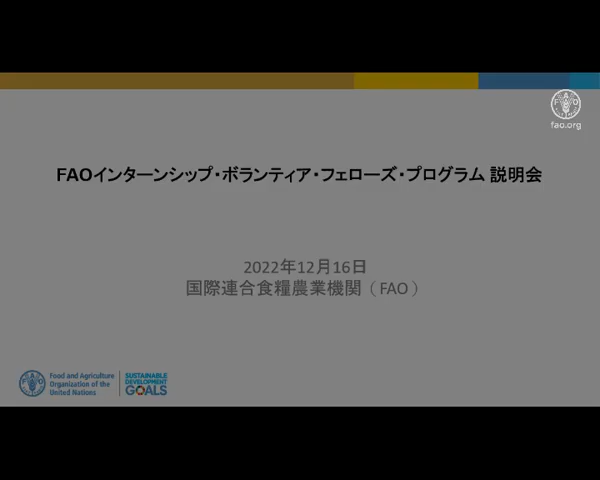 fao.org
FAOインターンシップ・ボランティア・フェローズ・プログラム 説明会
2022年12月16日
国際連合食糧農業機関（FAO）
Food and Agriculture
Organization of the
United Nations
SUSTAINABLE
DEVELOPMENT
GOALS